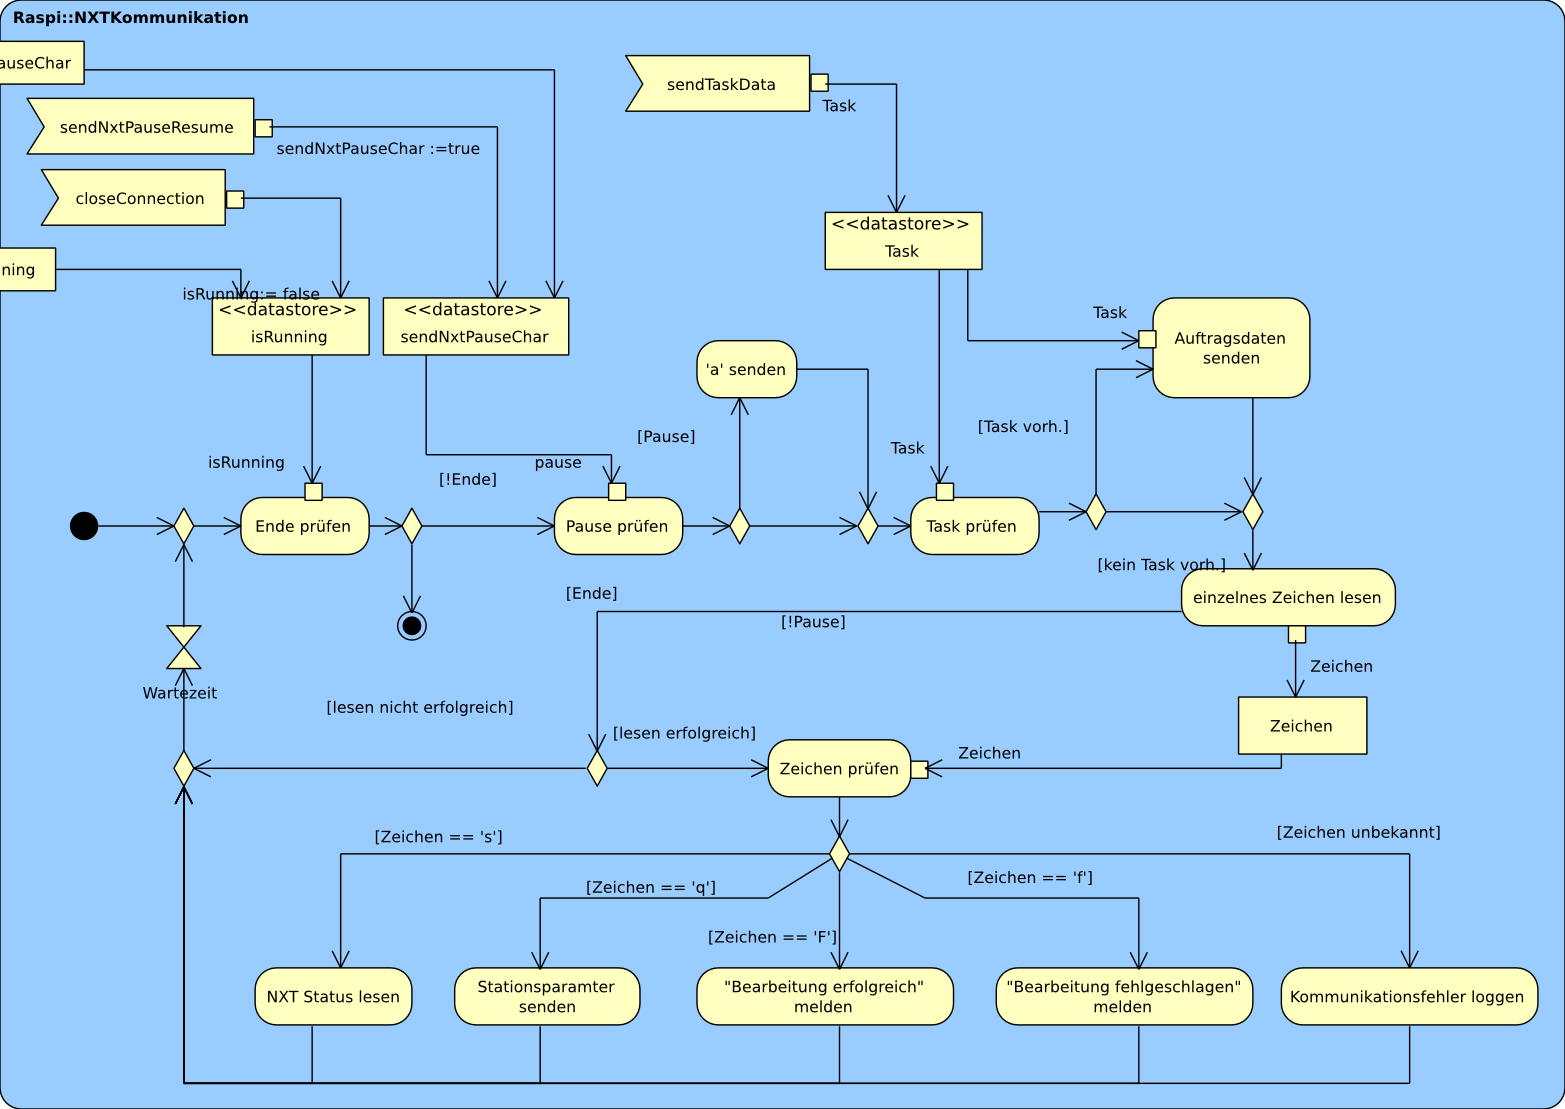 Raspi::NXTKommunikation
auseChar
sendTaskData
Task
sendNxtPauseResume
sendNxtPauseChar :=true
closeConnection
<<datastore>>
Task
ning
isRunning:= false
<<datastore>>
isRunning
<<datastore>>
sendNxtPauseChar
Task
Auftragsdaten
senden
'a' senden
[Pause]
[Task vorh.]
Task
isRunning
pause
[!Ende]
Ende prüfen
Pause prüfen
Task prüfen
[kein Task vorh.]
[Ende]
einzelnes Zeichen lesen
[!Pause]
Zeichen
Wartezeit
[lesen nicht erfolgreich]
[lesen erfolgreich]
Zeichen
Zeichen
Zeichen prüfen
[Zeichen == 's']
[Zeichen unbekannt]
[Zeichen == 'q']
[Zeichen == 'f']
[Zeichen == 'F']
NXT Status lesen
Stationsparamter
senden
"Bearbeitung erfolgreich"
melden
"Bearbeitung fehlgeschlagen"
melden
Kommunikationsfehler loggen